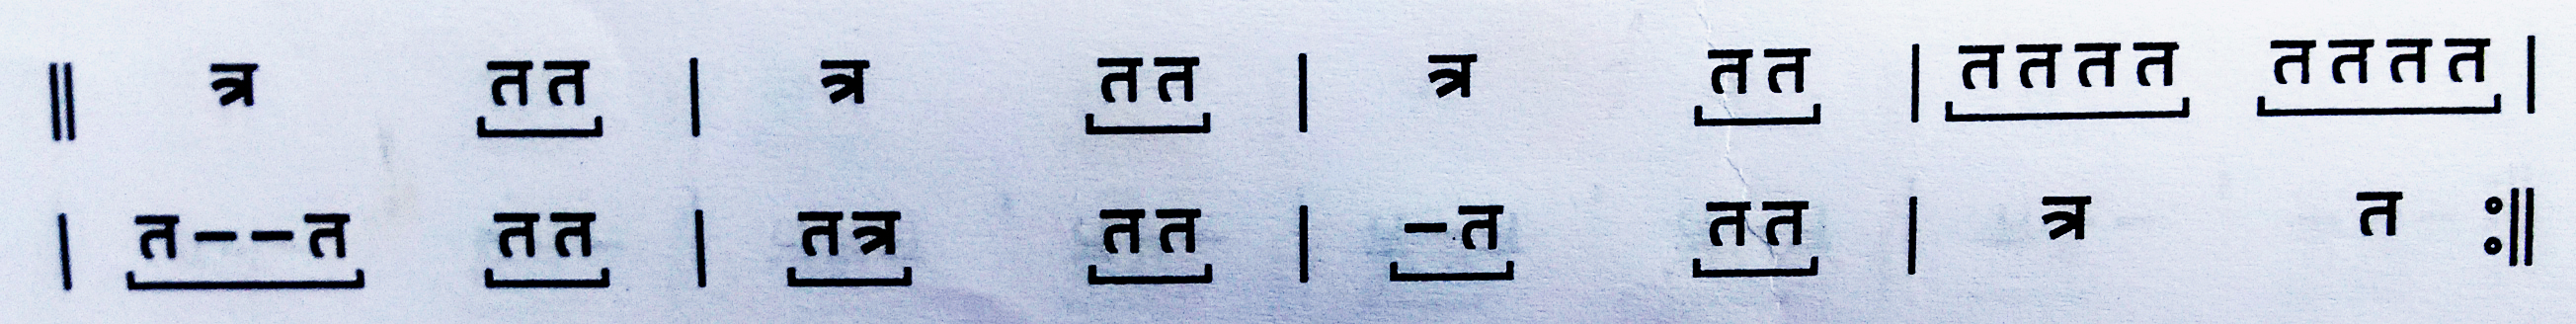 ‖ त्र तत | त्र तत | त्र तत | तततत तततत |
| त--त तत | तत्र तत | -त तत | त्र त :‖